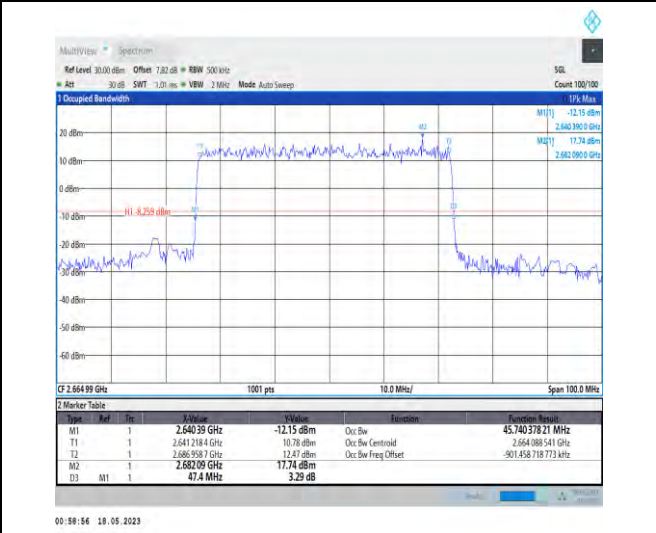 MultiView Spectrum
Ref Level 30.00 dBm Offset 7.82 dB RBW 500 kHz SGL
Att 30 dB SWT 1.01 ms VBW 2 MHz Mode Auto Sweep Count 100/100
1 Occupied Bandwidth 1Pk Max
M1[1] -12.15 dBm
2.640 390 0 GHz
M2[1] 17.74 dBm
2.682 090 0 GHz
M2
20 dBm
T1 T2
10 dBm
0 dBm
H1 -8.259 dBm M1 D3
-10 dBm
-20 dBm
-30 dBm
-40 dBm
-50 dBm
-60 dBm
CF 2.664 99 GHz 1001 pts 10.0 MHz/ Span 100.0 MHz
2 Marker Table
Type Ref Trc X-Value Y-Value Function Function Result
M1 1 2.640 39 GHz -12.15 dBm Occ Bw 45.740 378 21 MHz
T1 1 2.641 218 4 GHz 10.78 dBm Occ Bw Centroid 2.664 088 541 GHz
T2 1 2.686 958 7 GHz 12.47 dBm Occ Bw Freq Offset -901.458 718 773 kHz
M2 1 2.682 09 GHz 17.74 dBm
D3 M1 1 47.4 MHz 3.29 dB
00:58:56 18.05.2023